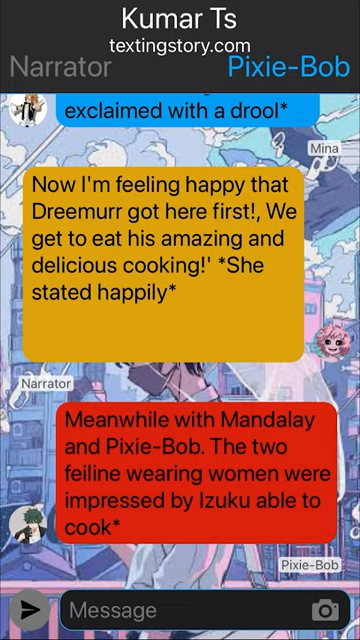 Kumar Ts
textingstory.com
Narrator
Pixie-Bob
exclaimed with a drool*
Mina
Now I'm feeling happy that
Dreemurr got here first!, We
get to eat his amazing and
delicious cooking!' *She
stated happily*
Narrator
Meanwhile with Mandalay
and Pixie-Bob. The two
feiline wearing women were
impressed by Izuku able to
cook*
Pixie-Bob
Message